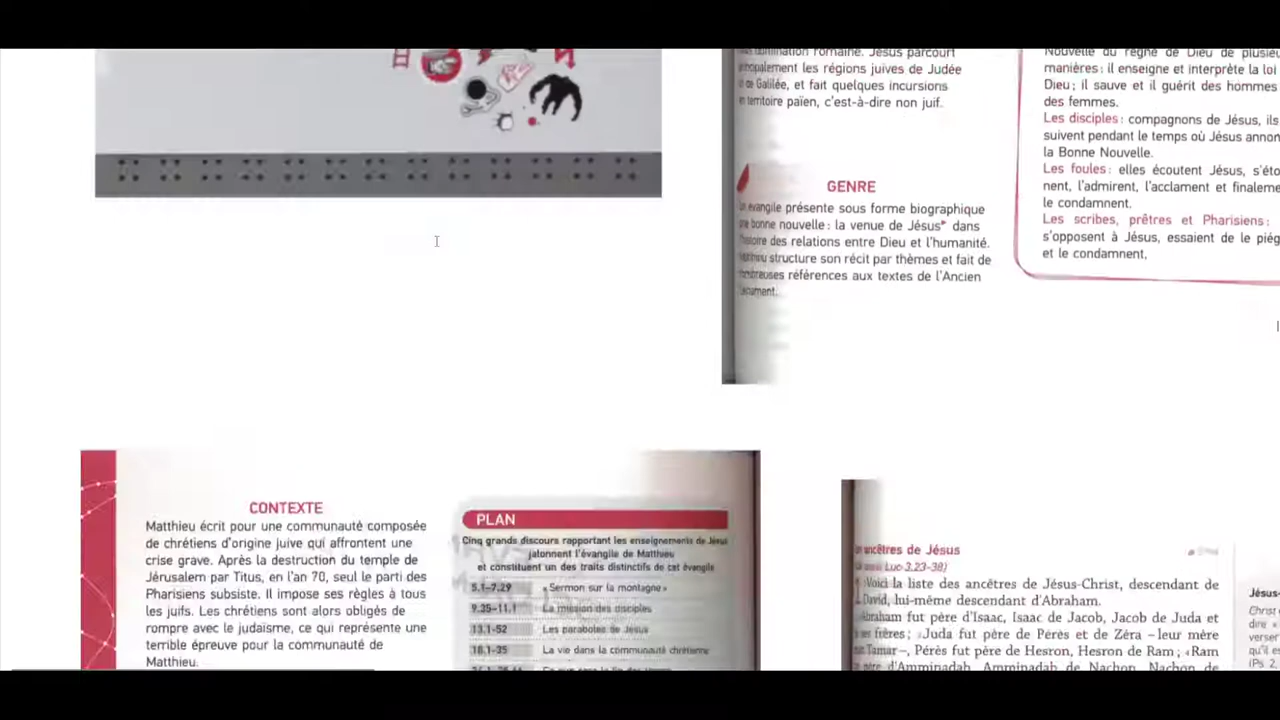 domination romaine. Jésus parcourt
principalement les régions juives de Judée
et de Galilée, et fait quelques incursions
en territoire païen, c'est-à-dire non juif.
GENRE
évangile présente sous forme biographique
bonne nouvelle : la venue de Jésus* dans
l'histoire des relations entre Dieu et l'humanité.
structure son récit par thèmes et fait de
nombreuses références aux textes de l'Ancien
Nouvelle du règne de Dieu de plusie
manières : il enseigne et interprète la loi
Dieu ; il sauve et il guérit des hommes
des femmes.
Les disciples : compagnons de Jésus, ils
suivent pendant le temps où Jésus annon
la Bonne Nouvelle.
Les foules : elles écoutent Jésus, s'éto
nent, l'admirent, l'acclament et finaleme
le condamnent.
Les scribes, prêtres et Pharisiens :
s'opposent à Jésus, essaient de le piég
et le condamnent.
CONTEXTE
Matthieu écrit pour une communauté composée
de chrétiens d'origine juive qui affrontent une
crise grave. Après la destruction du temple de
Jérusalem par Titus, en l'an 70, seul le parti des
Pharisiens subsiste. Il impose ses règles à tous
les juifs. Les chrétiens sont alors obligés de
rompre avec le judaïsme, ce qui représente une
terrible épreuve pour la communauté de
Matthieu.
PLAN
Cinq grands discours rapportant les enseignements de Jésus
jalonnent l'évangile de Matthieu
et constituent un des traits distinctifs de cet évangile
5.1–7.29 « Sermon sur la montagne »
9.35–11.1 La mission des disciples
13.1-52 Les paraboles de Jésus
18.1-35 La vie dans la communauté chrétienne
ancêtres de Jésus
Luc 3.23–38)
Voici la liste des ancêtres de Jésus-Christ, descendant de
David, lui-même descendant d'Abraham.
Abraham fut père d'Isaac, Isaac de Jacob, Jacob de Juda et
ses frères ; Juda fut père de Pérès et de Zéra – leur mère
Tamar –, Pérès fut père de Hesron, Hesron de Ram ; Ram
père d'Amminadab, Amminadab de Nachon, Nachon de
Jésus-
Christ
dire «
verser
qu'il es
(Ps 2,